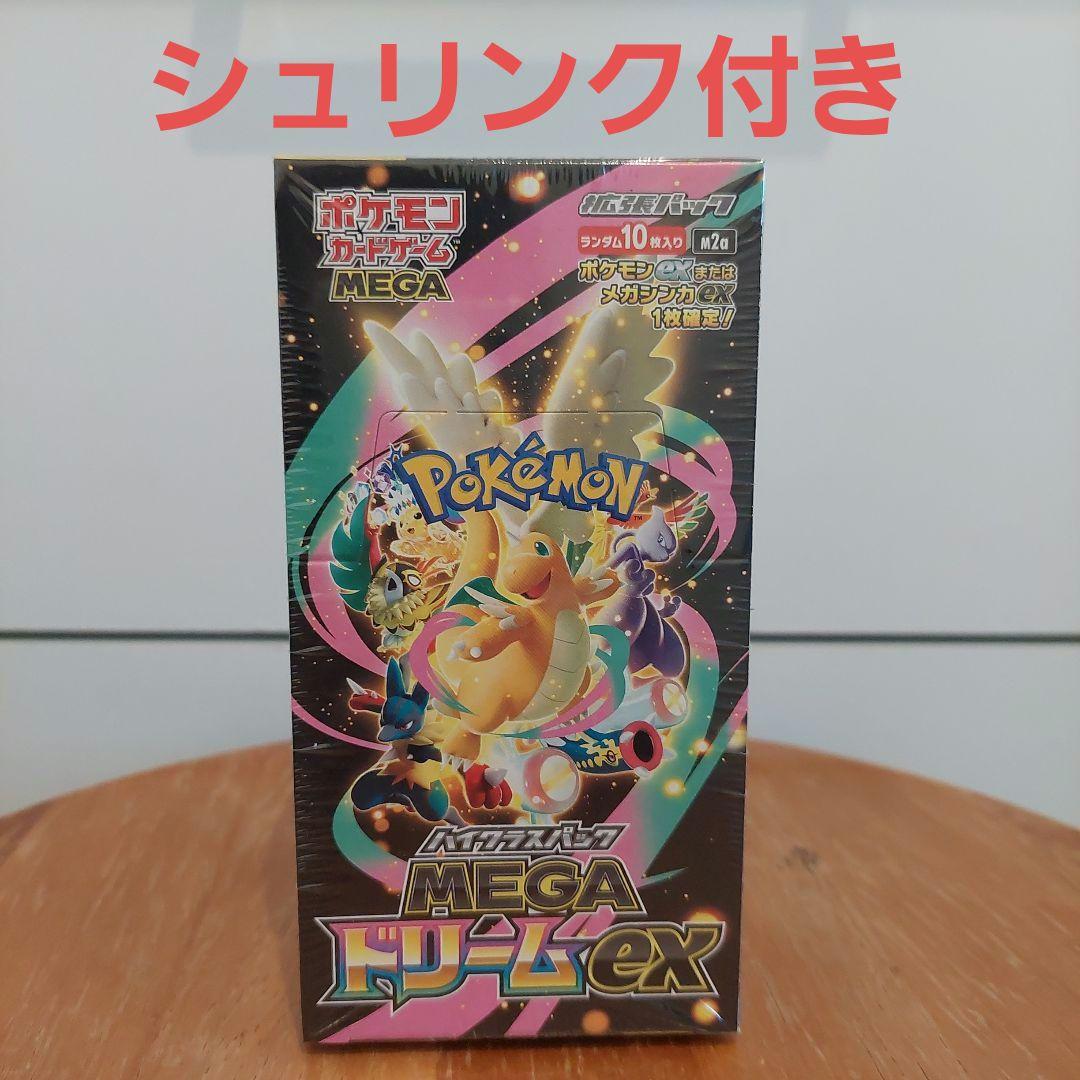 シュリンク付き
ポケモン
カードゲーム
MEGA
拡張パック
ランダム10枚入り M2a
ポケモンexまたは
メガシンカex
1枚確定!
POKéMON
ハイクラスパック
MEGA
ドリームex